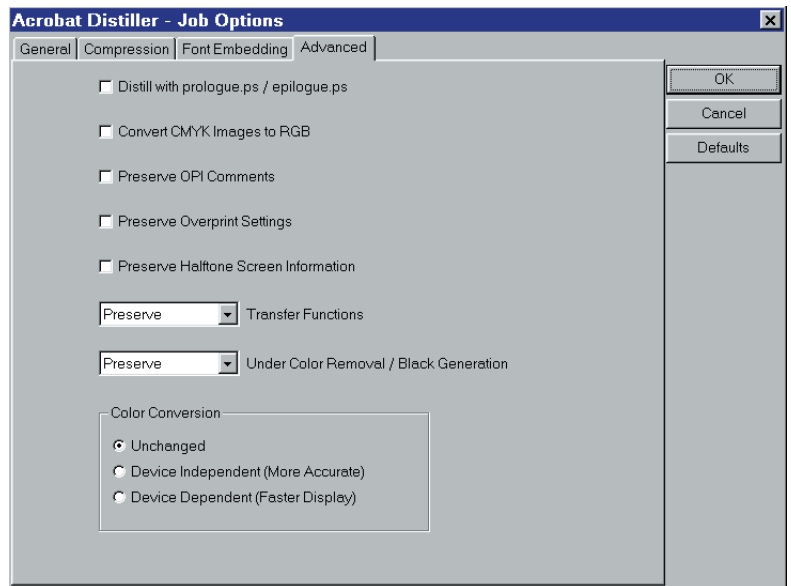 Acrobat Distiller - Job Options
General Compression Font Embedding Advanced
Distill with prologue.ps / epilogue.ps
Convert CMYK Images to RGB
Preserve OPI Comments
Preserve Overprint Settings
Preserve Halftone Screen Information
Preserve Transfer Functions
Preserve Under Color Removal / Black Generation
Color Conversion
Unchanged
Device Independent (More Accurate)
Device Dependent (Faster Display)
OK
Cancel
Defaults